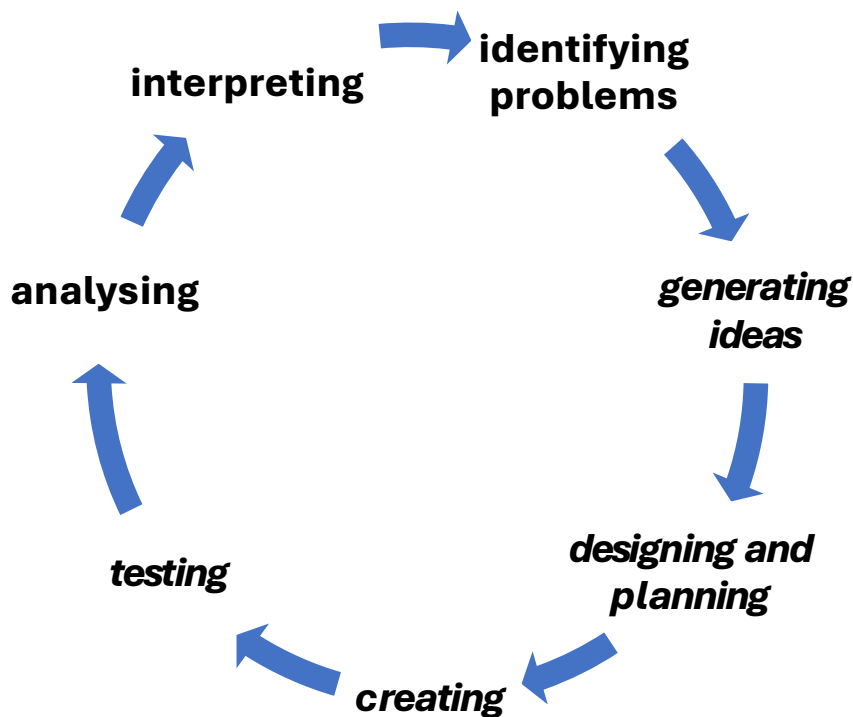 identifying
problems
generating
ideas
designing and
planning
creating
testing
analysing
interpreting